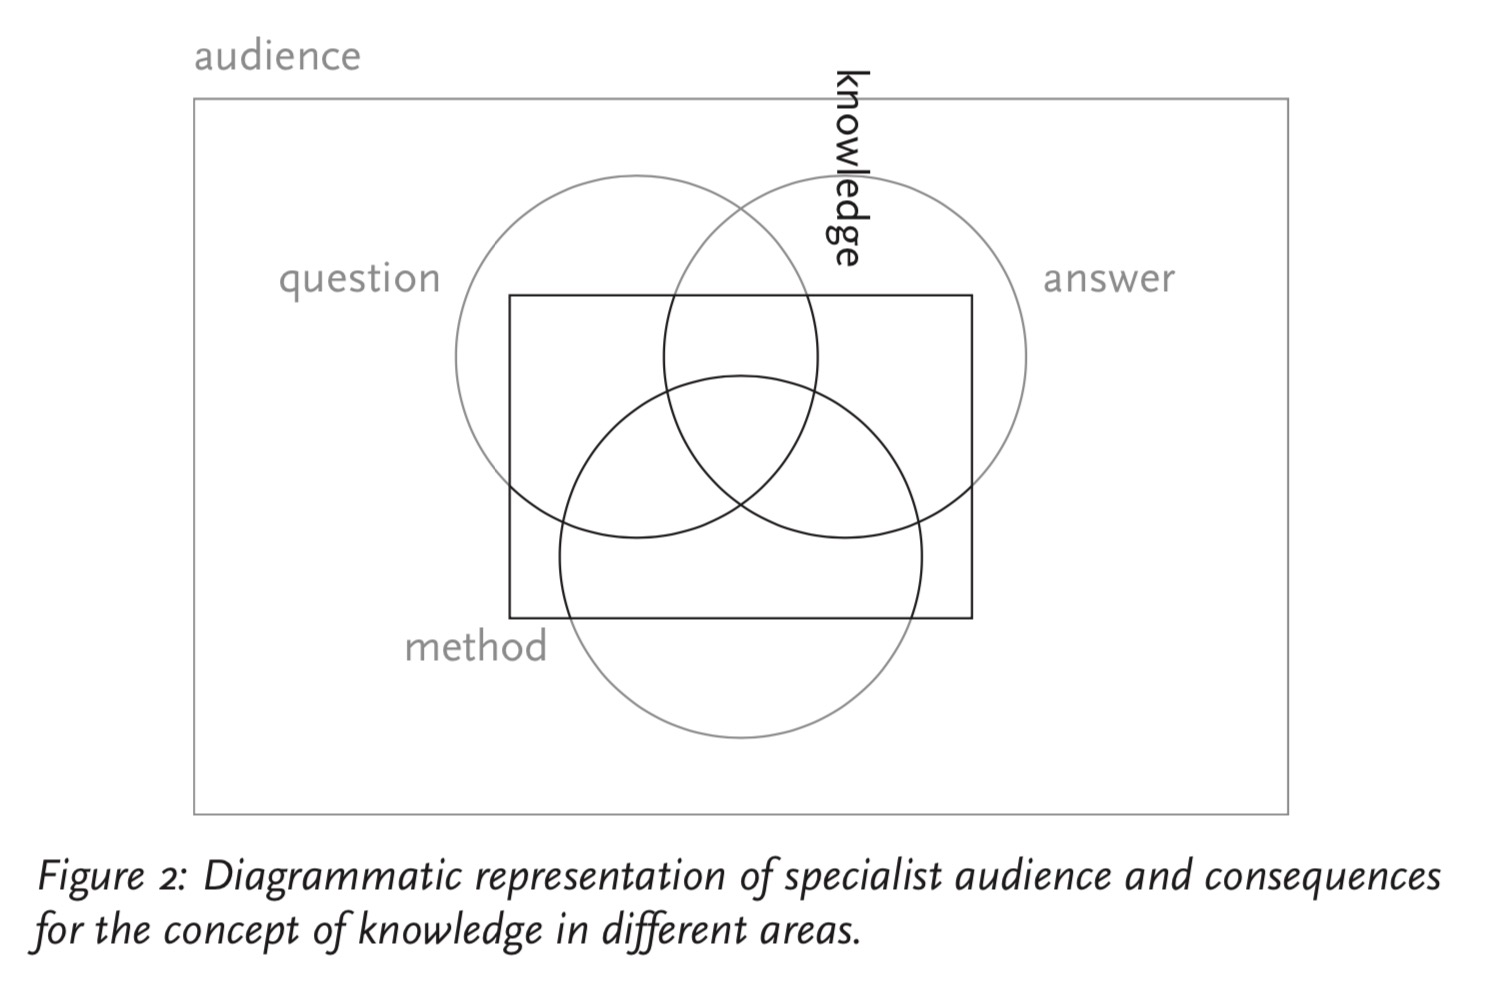 audience
knowledge
question
answer
method
Figure 2: Diagrammatic representation of specialist audience and consequences
for the concept of knowledge in different areas.